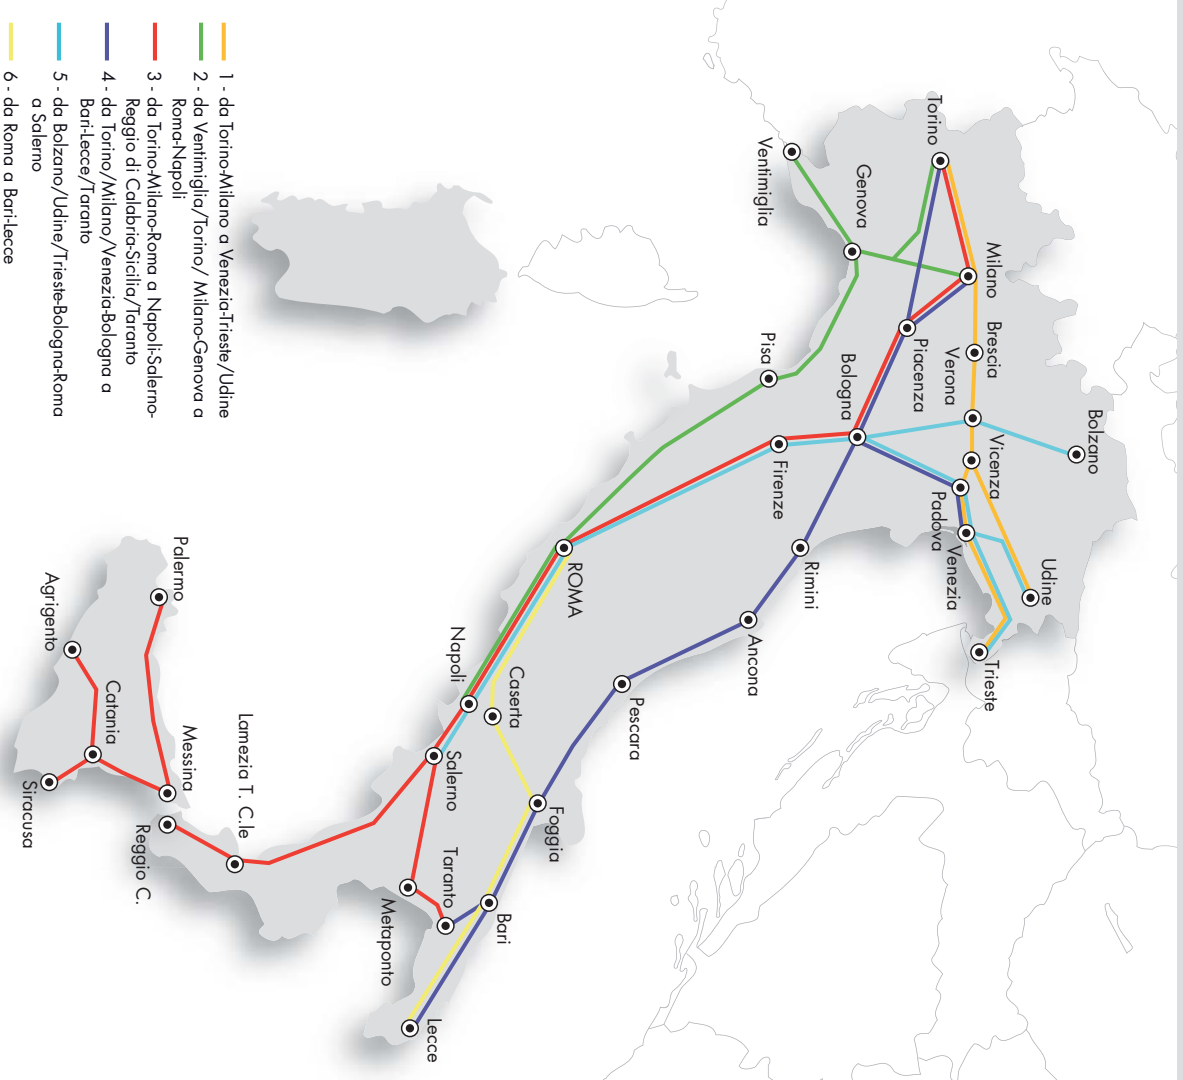 1 - da Torino-Milano a Venezia-Trieste/Udine
2 - da Ventimiglia/Torino/ Milano-Genova a
Roma-Napoli
3 - da Torino-Milano-Roma a Napoli-Salerno-
Reggio di Calabria-Sicilia/Taranto
4 - da Torino/Milano/Venezia-Bologna a
Bari-Lecce/Taranto
5 - da Bolzano/Udine/Trieste-Bologna-Roma
a Salerno
6 - da Roma a Bari-Lecce
Torino
Milano
Brescia
Verona
Vicenza
Bolzano
Padova
Venezia
Udine
Trieste
Ventimiglia
Genova
Piacenza
Bologna
Pisa
Firenze
Rimini
Ancona
Pescara
ROMA
Napoli
Caserta
Salerno
Foggia
Bari
Taranto
Metaponto
Lecce
Lamezia T. C.le
Reggio C.
Messina
Palermo
Agrigento
Catania
Siracusa